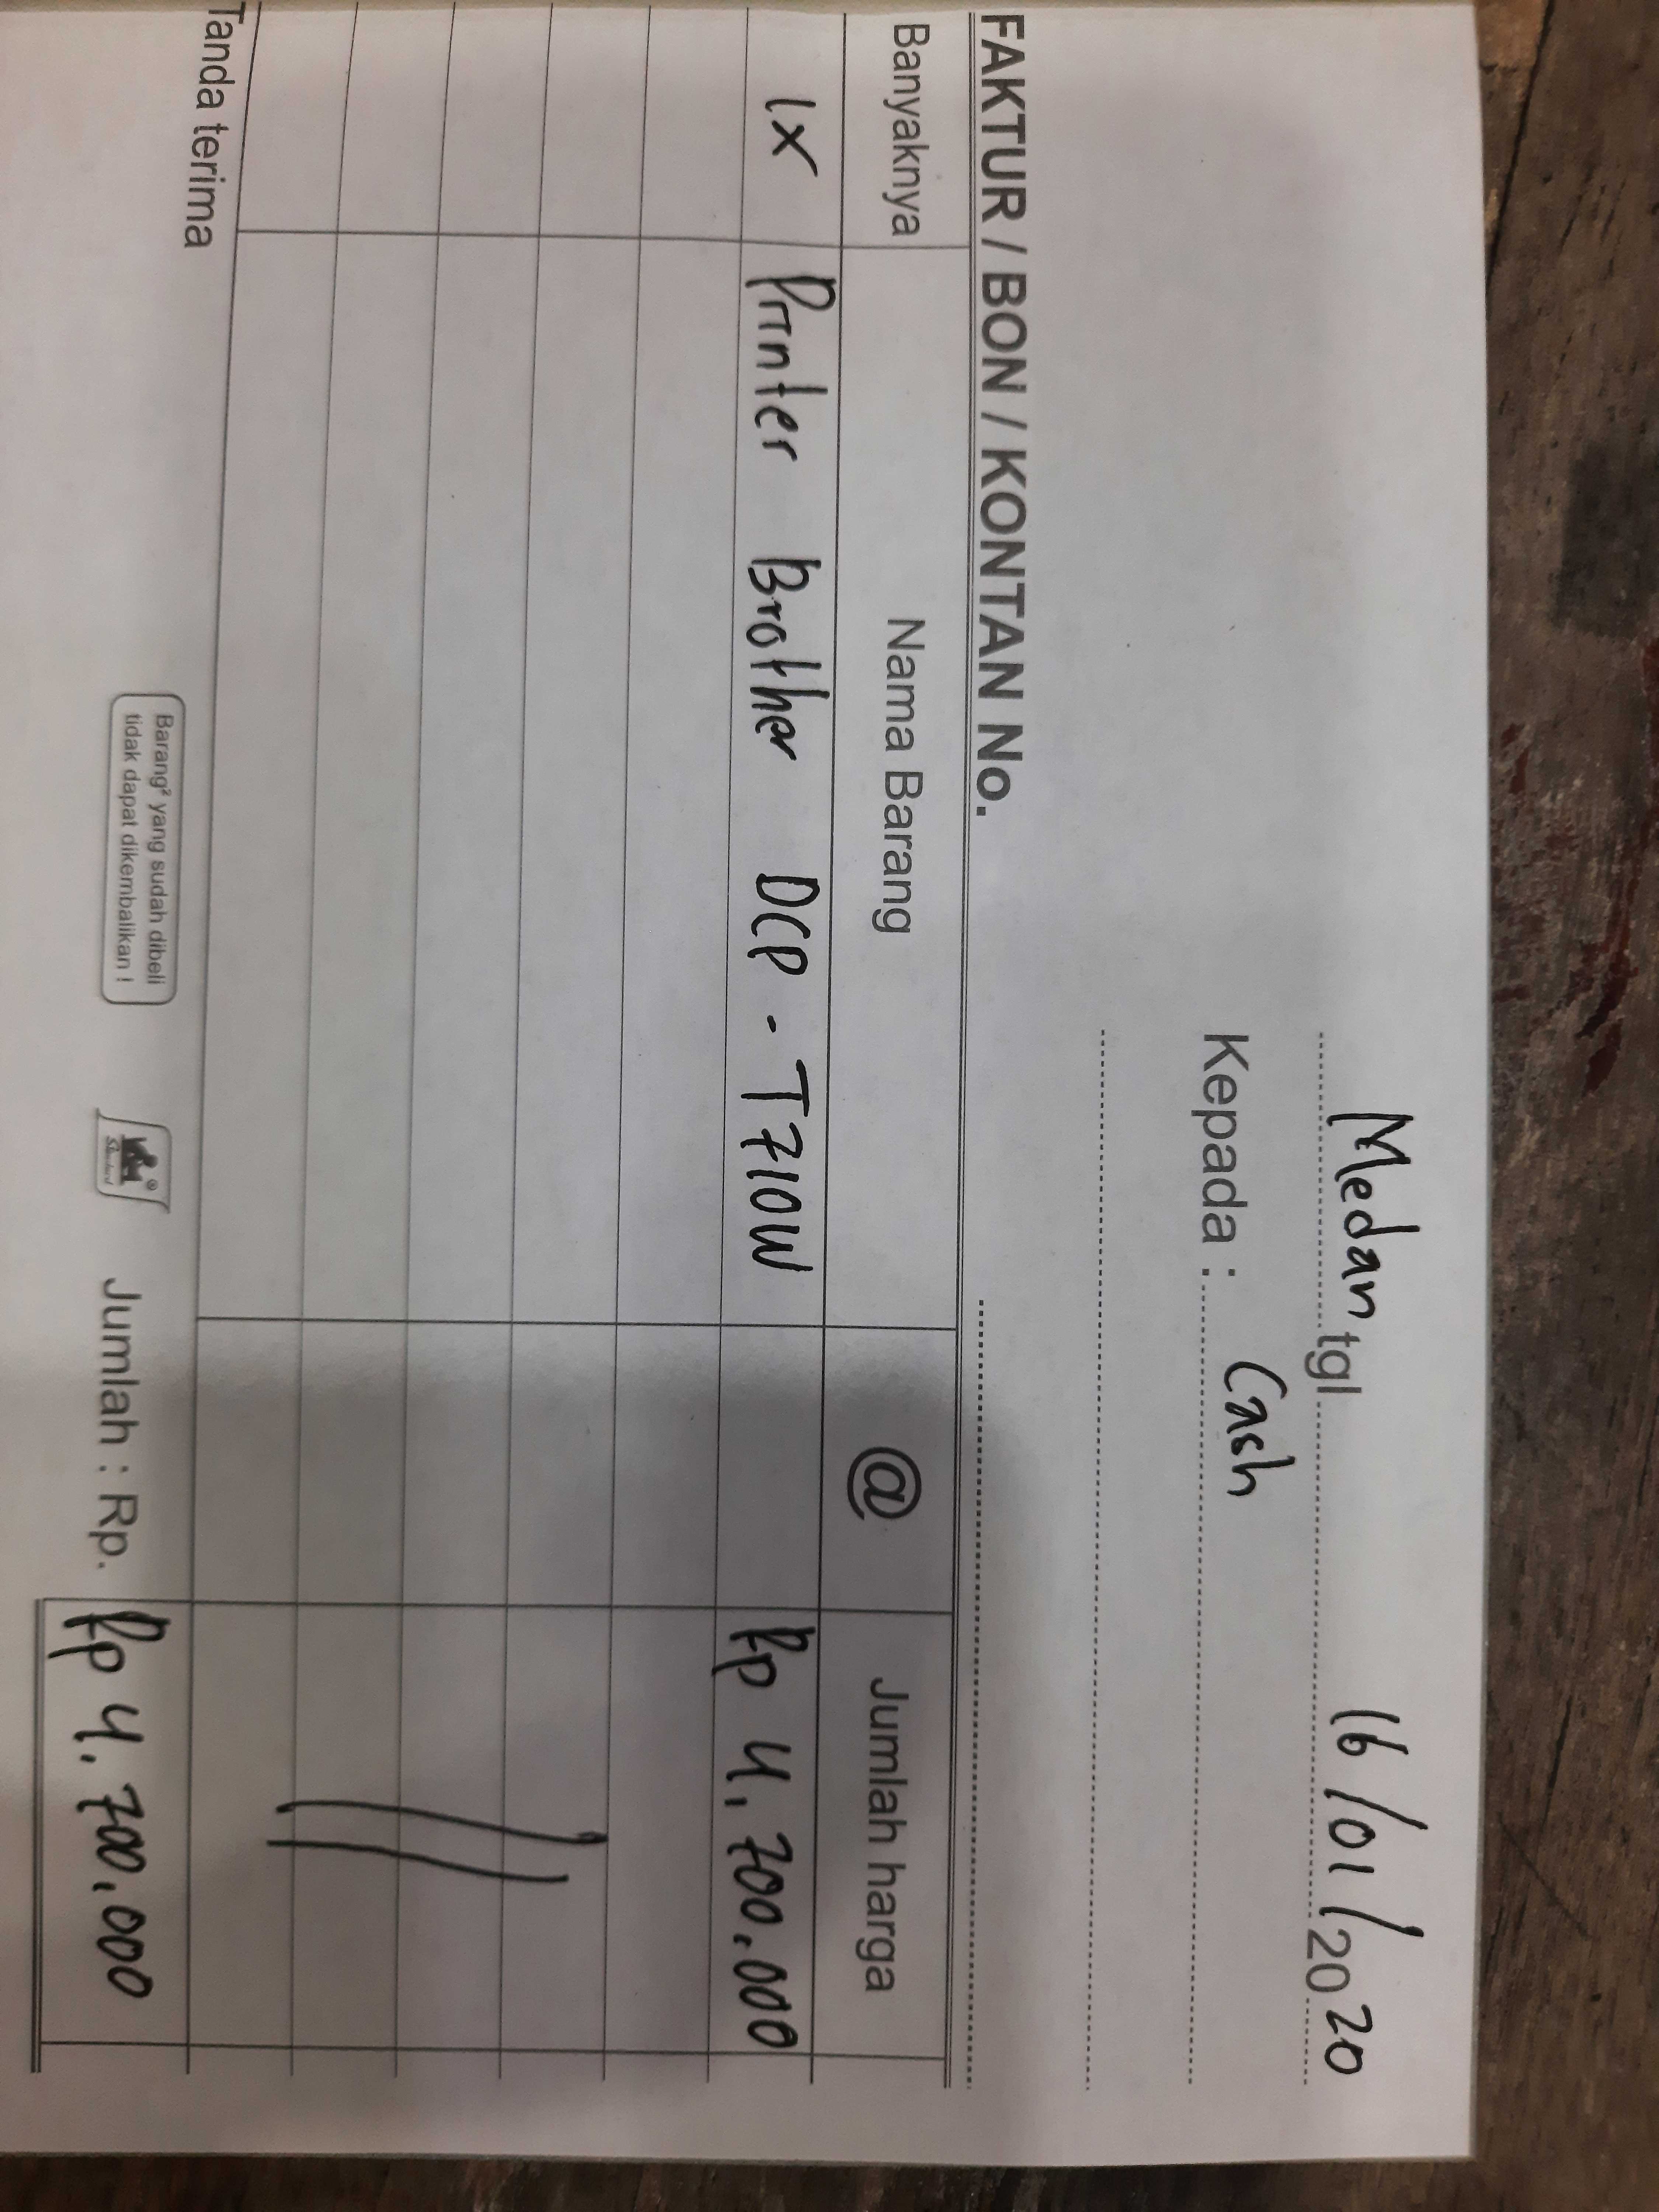 Medan tgl 16/01/2020
Kepada : Cash
FAKTUR / BON / KONTAN No.
Banyaknya Nama Barang @ Jumlah harga
1x Printer Brother DCP - T710W Rp 4.700.000
Tanda terima
Barang² yang sudah dibeli
tidak dapat dikembalikan !
Jumlah : Rp. Rp 4.700.000